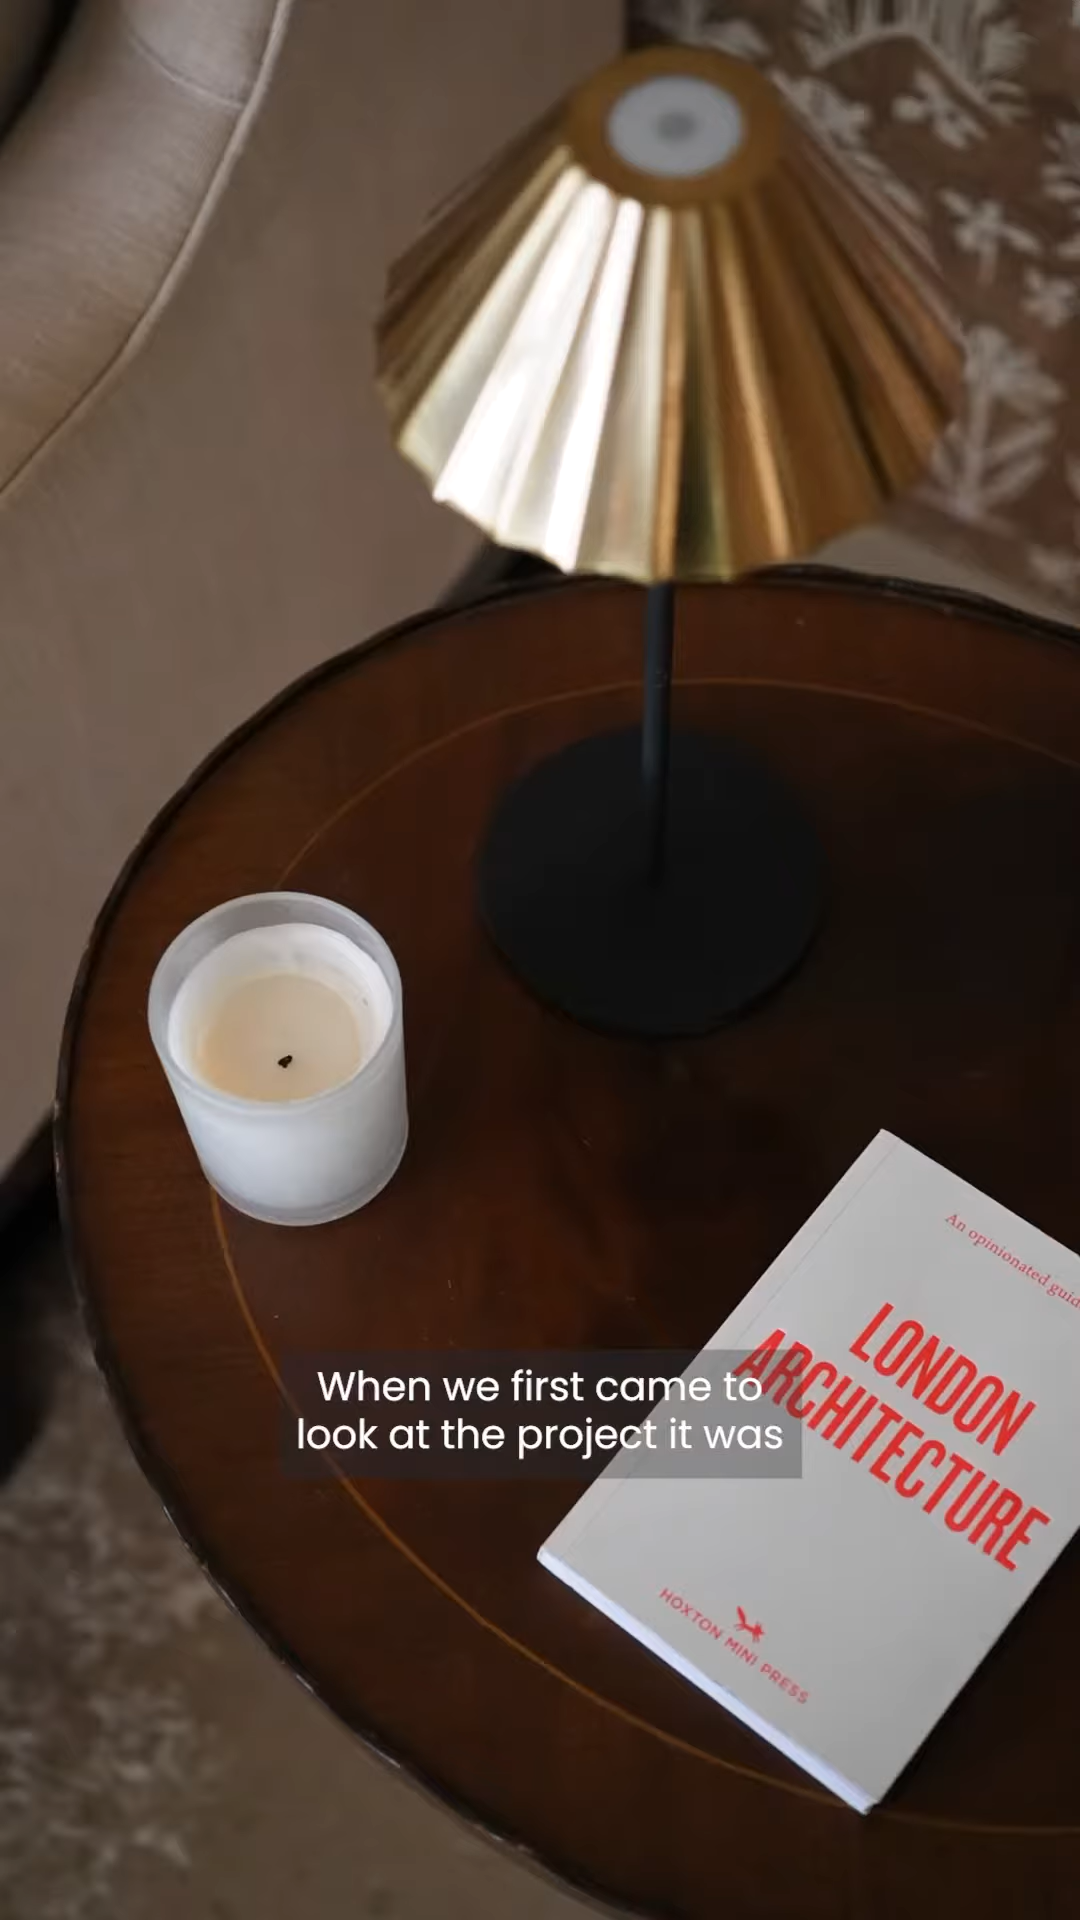 An opinionated guid
LONDON
ARCHITECTURE
When we first came to
look at the project it was
HOXTON MINI PRESS